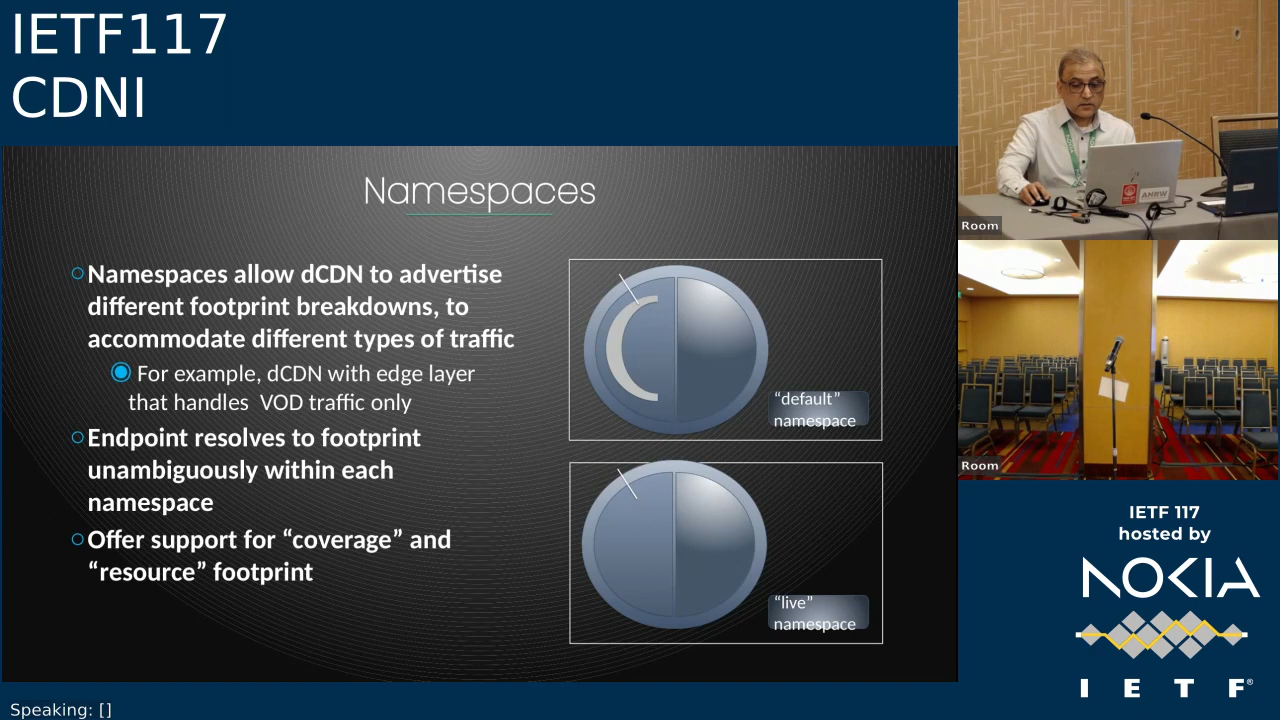 IETF117
CDNI
Namespaces
Namespaces allow dCDN to advertise
different footprint breakdowns, to
accommodate different types of traffic
For example, dCDN with edge layer
that handles VOD traffic only
Endpoint resolves to footprint
unambiguously within each
namespace
Offer support for “coverage” and
“resource” footprint
“default”
namespace
“live”
namespace
Room
ANRW
Room
IETF 117
hosted by
NOKIA
I E T F®
Speaking: []